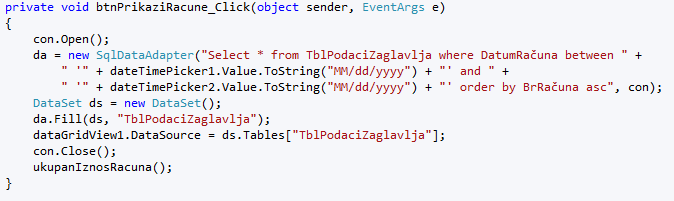 private void btnPrikaziRacune_Click(object sender, EventArgs e)
{
con.Open();
da = new SqlDataAdapter("Select * from TblPodaciZaglavlja where DatumRačuna between " +
" '" + dateTimePicker1.Value.ToString("MM/dd/yyyy") + "' and " +
" '" + dateTimePicker2.Value.ToString("MM/dd/yyyy") + "' order by BrRačuna asc", con);
DataSet ds = new DataSet();
da.Fill(ds, "TblPodaciZaglavlja");
dataGridView1.DataSource = ds.Tables["TblPodaciZaglavlja"];
con.Close();
ukupanIznosRacuna();
}